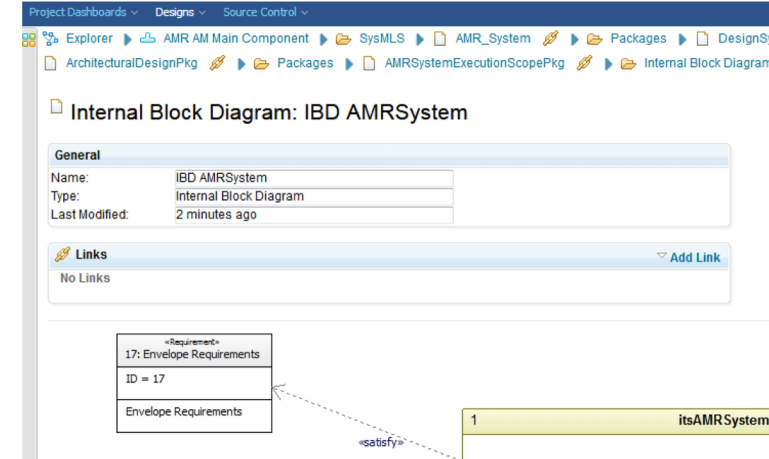 Project Dashboards Designs Source Control
Explorer AMR AM Main Component SysMLS AMR_System Packages DesignSy
ArchitecturalDesignPkg Packages AMRSystemExecutionScopePkg Internal Block Diagram
Internal Block Diagram: IBD AMRSystem
General
Name: IBD AMRSystem
Type: Internal Block Diagram
Last Modified: 2 minutes ago
Links Add Link
No Links
«Requirement»
17: Envelope Requirements
ID = 17
Envelope Requirements
1 itsAMRSystem
«satisfy»